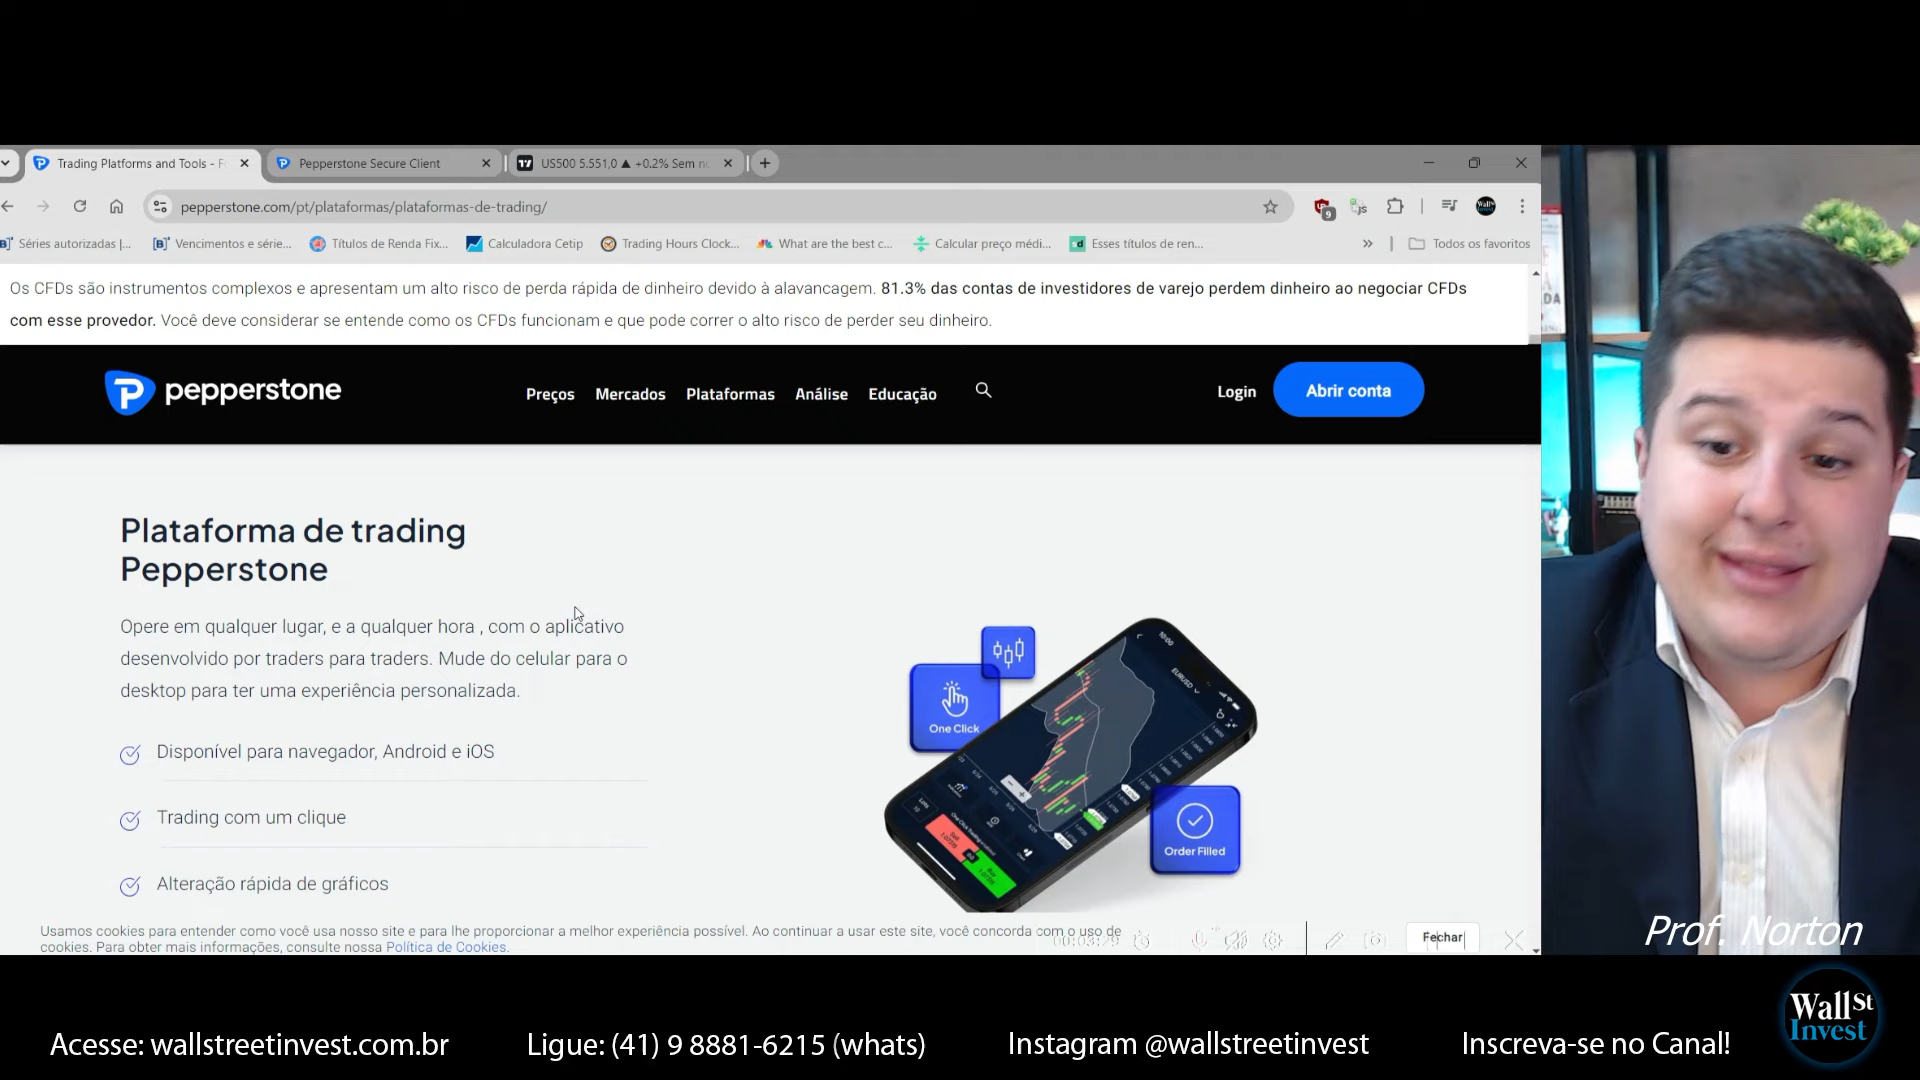 Trading Platforms and Tools - F
Pepperstone Secure Client
US500 5.551,0 ▲ +0.2% Sem n
pepperstone.com/pt/plataformas/plataformas-de-trading/
9
Séries autorizadas |...
Vencimentos e série...
Títulos de Renda Fix...
Calculadora Cetip
Trading Hours Clock...
What are the best c...
Calcular preço médi...
Esses títulos de ren...
»
Todos os favoritos
Os CFDs são instrumentos complexos e apresentam um alto risco de perda rápida de dinheiro devido à alavancagem. 81.3% das contas de investidores de varejo perdem dinheiro ao negociar CFDs
com esse provedor. Você deve considerar se entende como os CFDs funcionam e que pode correr o alto risco de perder seu dinheiro.
pepperstone
Preços
Mercados
Plataformas
Análise
Educação
Login
Abrir conta
Plataforma de trading
Pepperstone
Opere em qualquer lugar, e a qualquer hora , com o aplicativo
desenvolvido por traders para traders. Mude do celular para o
desktop para ter uma experiência personalizada.
Disponível para navegador, Android e iOS
Trading com um clique
Alteração rápida de gráficos
One Click
10:00
EURUSD
Order Filled
Usamos cookies para entender como você usa nosso site e para lhe proporcionar a melhor experiência possível. Ao continuar a usar este site, você concorda com o uso de
cookies. Para obter mais informações, consulte nossa Política de Cookies.
00:03:29
Fechar
Prof. Norton
Acesse: wallstreetinvest.com.br
Ligue: (41) 9 8881-6215 (whats)
Instagram @wallstreetinvest
Inscreva-se no Canal!
Wall St
Invest